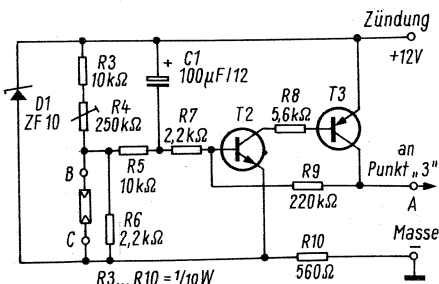 Zündung
+12V
R3
10kΩ
C1
100µF/12
T3
D1
ZF10
R4
250kΩ
R7
2,2kΩ
T2
R8
5,6kΩ
an
Punkt„3"
A
B
R5
10kΩ
R9
220kΩ
C
R6
2,2kΩ
Masse
R10
560Ω
R3...R10 = 1/10W